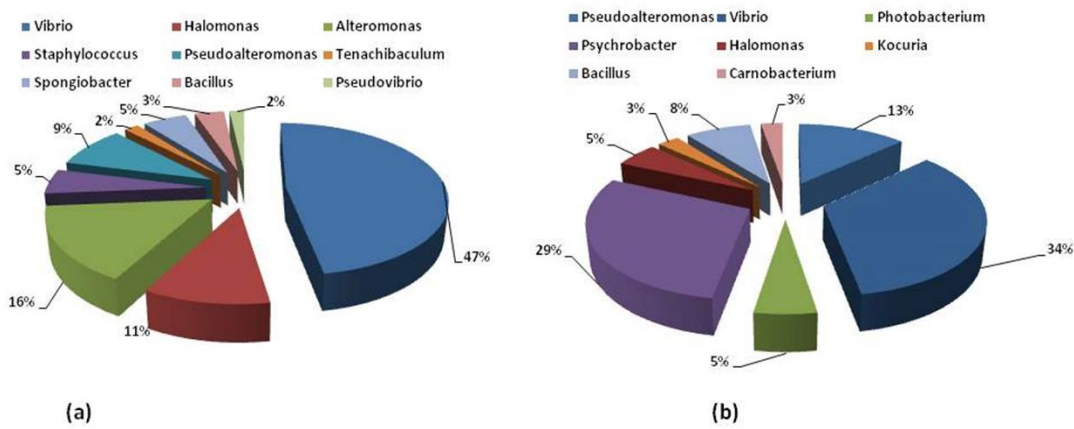 Vibrio Halomonas Alteromonas
Staphylococcus Pseudoalteromonas Tenachibaculum
Spongiobacter Bacillus Pseudovibrio
3%
2%
5%
2%
9%
5%
16%
11%
47%
(a)
Pseudoalteromonas Vibrio Photobacterium
Psychrobacter Halomonas Kocuria
Bacillus Carnobacterium
3%
8%
3%
13%
5%
29%
34%
5%
(b)